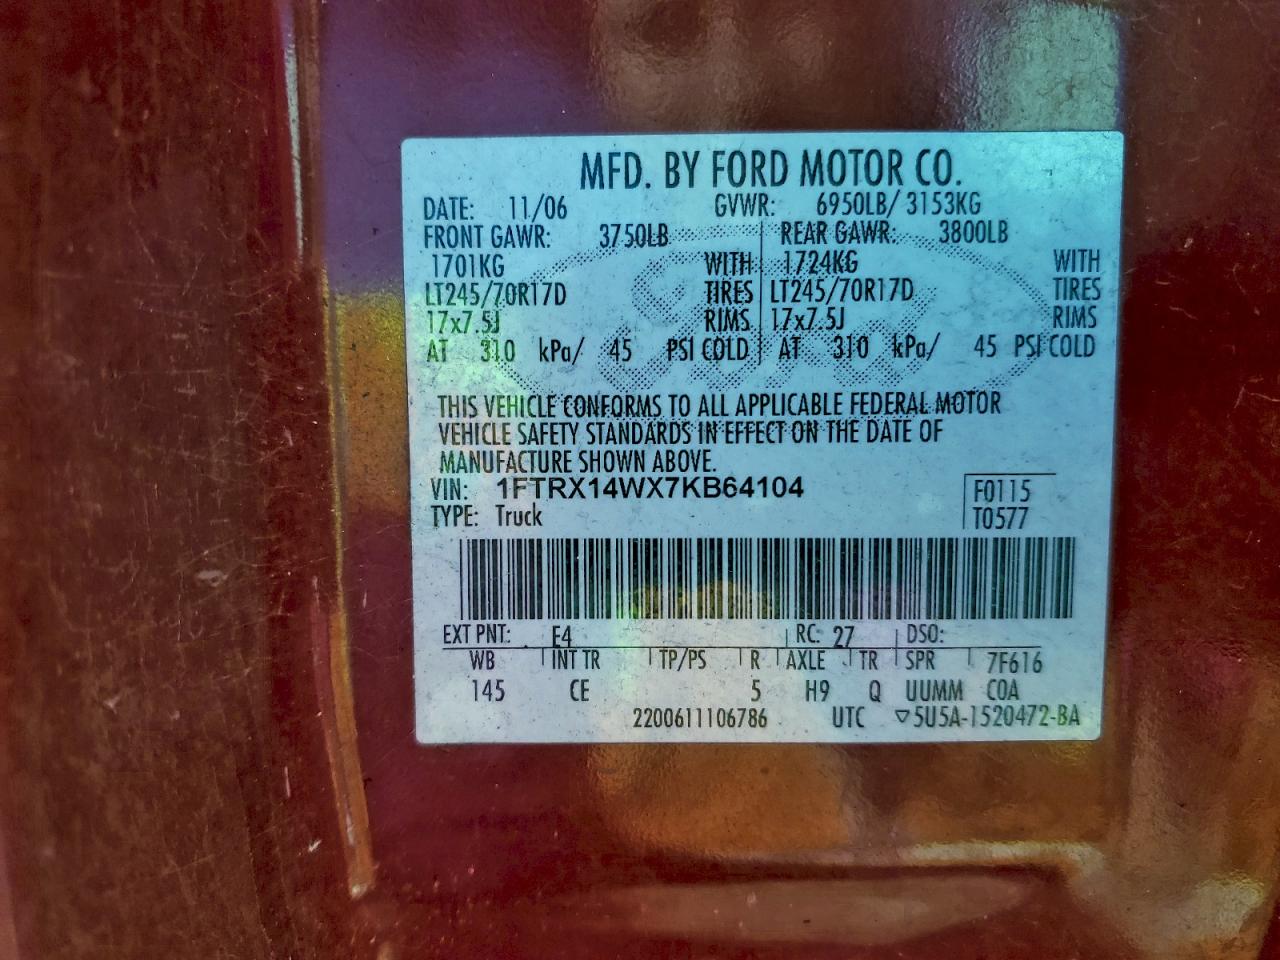 MFD. BY FORD MOTOR CO.
DATE: 11/06 GVWR: 6950LB/ 3153KG
FRONT GAWR: 3750LB REAR GAWR: 3800LB
1701KG WITH 1724KG WITH
LT245/70R17D TIRES LT245/70R17D TIRES
17x7.5J RIMS 17x7.5J RIMS
AT 310 kPa/ 45 PSI COLD AT 310 kPa/ 45 PSI COLD
THIS VEHICLE CONFORMS TO ALL APPLICABLE FEDERAL MOTOR
VEHICLE SAFETY STANDARDS IN EFFECT ON THE DATE OF
MANUFACTURE SHOWN ABOVE.
VIN: 1FTRX14WX7KB64104 F0115
TYPE: Truck T0577
EXT PNT: E4 RC: 27 DSO:
WB INT TR TP/PS R AXLE TR SPR 7F616
145 CE 5 H9 Q UUMM COA
2200611106786 UTC ▽5U5A-1520472-BA